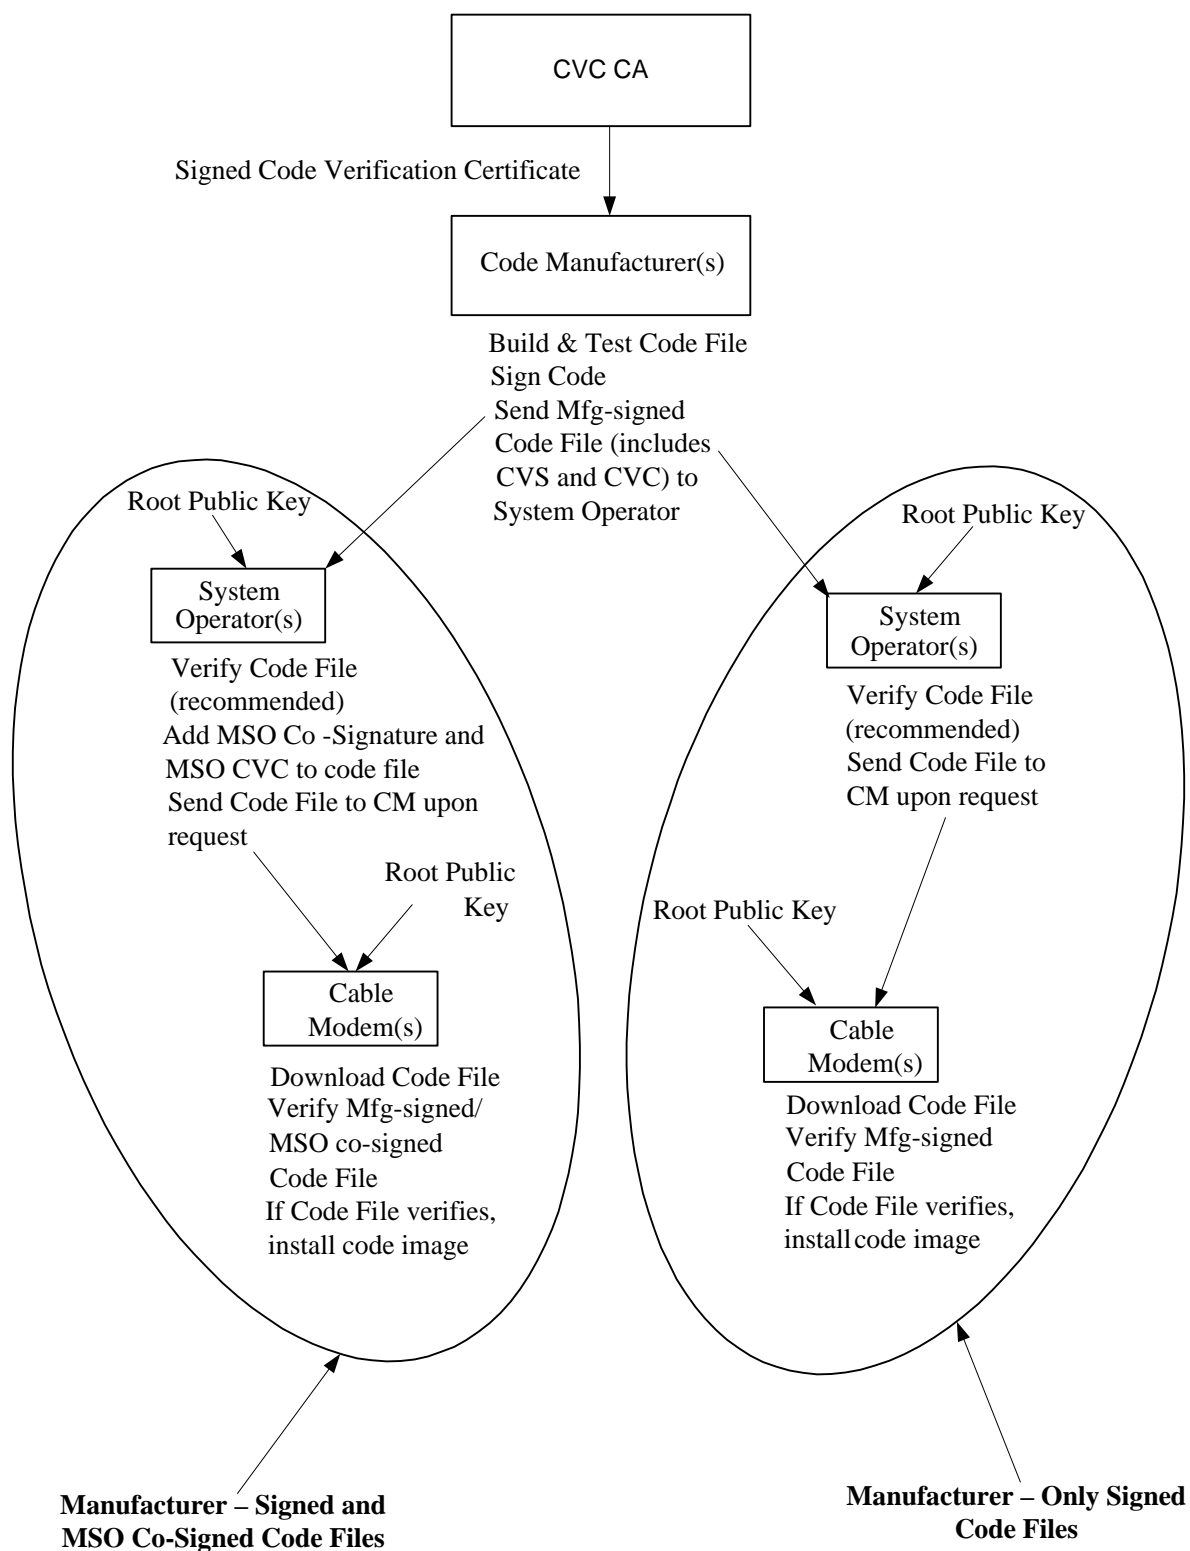 CVC CA
Signed Code Verification Certificate
Code Manufacturer(s)
Build & Test Code File
Sign Code
Send Mfg-signed
Code File (includes
CVS and CVC) to
System Operator
Root Public Key
System
Operator(s)
Verify Code File
(recommended)
Add MSO Co -Signature and
MSO CVC to code file
Send Code File to CM upon
request
Root Public
Key
Cable
Modem(s)
Download Code File
Verify Mfg-signed/
MSO co-signed
Code File
If Code File verifies,
install code image
Manufacturer – Signed and
MSO Co-Signed Code Files
Root Public Key
System
Operator(s)
Verify Code File
(recommended)
Send Code File to
CM upon request
Root Public Key
Cable
Modem(s)
Download Code File
Verify Mfg-signed
Code File
If Code File verifies,
install code image
Manufacturer – Only Signed
Code Files